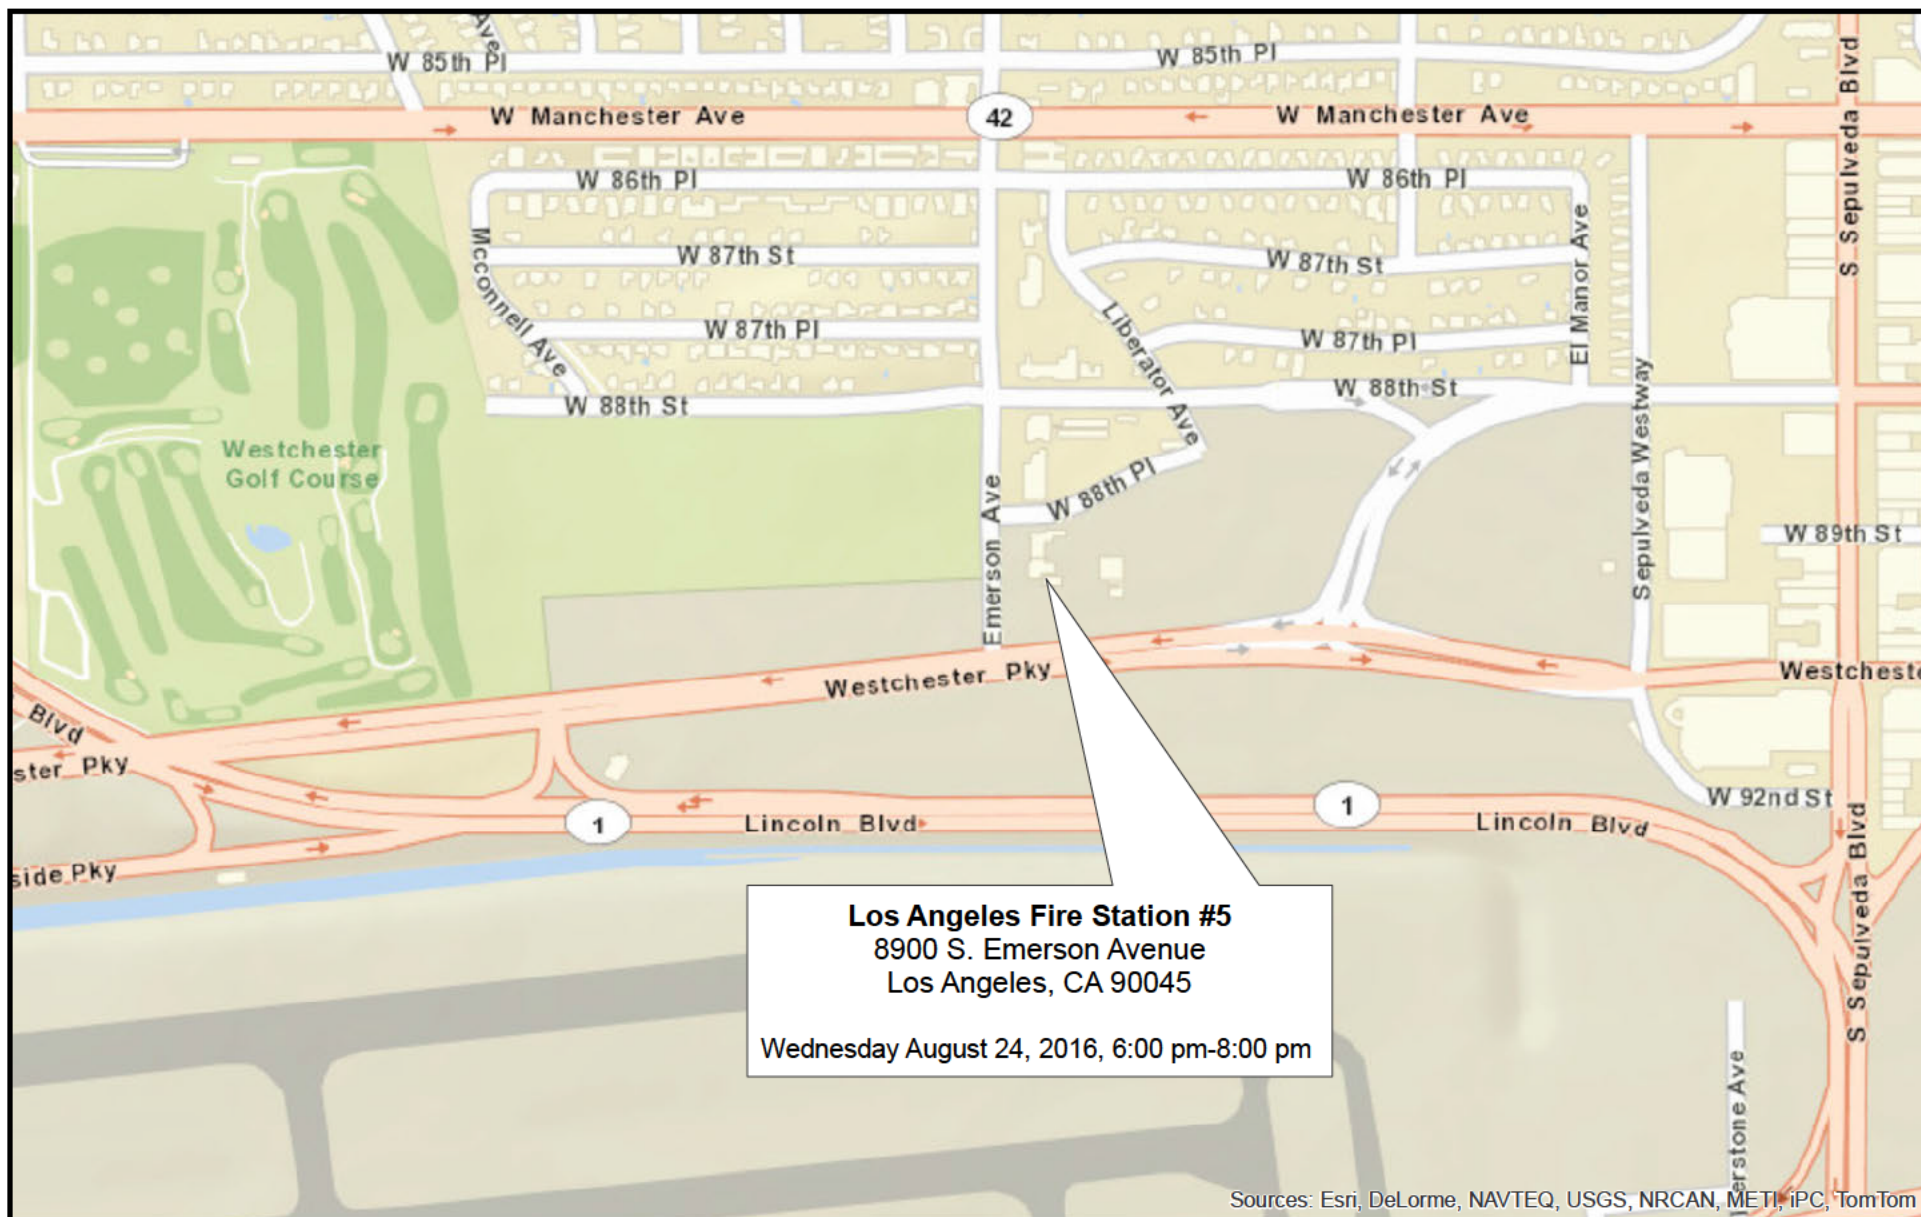 Ave
W 85th Pl
W 85th Pl
S Sepulveda Blvd
W Manchester Ave
42
W Manchester Ave
W 86th Pl
W 86th Pl
Mcconnell Ave
W 87th St
W 87th St
El Manor Ave
Liberator Ave
W 87th Pl
W 87th Pl
W 88th St
W 88th St
Sepulveda Westway
Westchester
Golf Course
W 88th Pl
Emerson Ave
W 89th St
Westchester Pky
Westcheste
Blvd
ster Pky
W 92nd St
1
Lincoln Blvd
1
Lincoln Blvd
S Sepulveda Blvd
side Pky
Los Angeles Fire Station #5
8900 S. Emerson Avenue
Los Angeles, CA 90045
Wednesday August 24, 2016, 6:00 pm-8:00 pm
erstone Ave
Sources: Esri, DeLorme, NAVTEQ, USGS, NRCAN, METI, iPC, TomTom